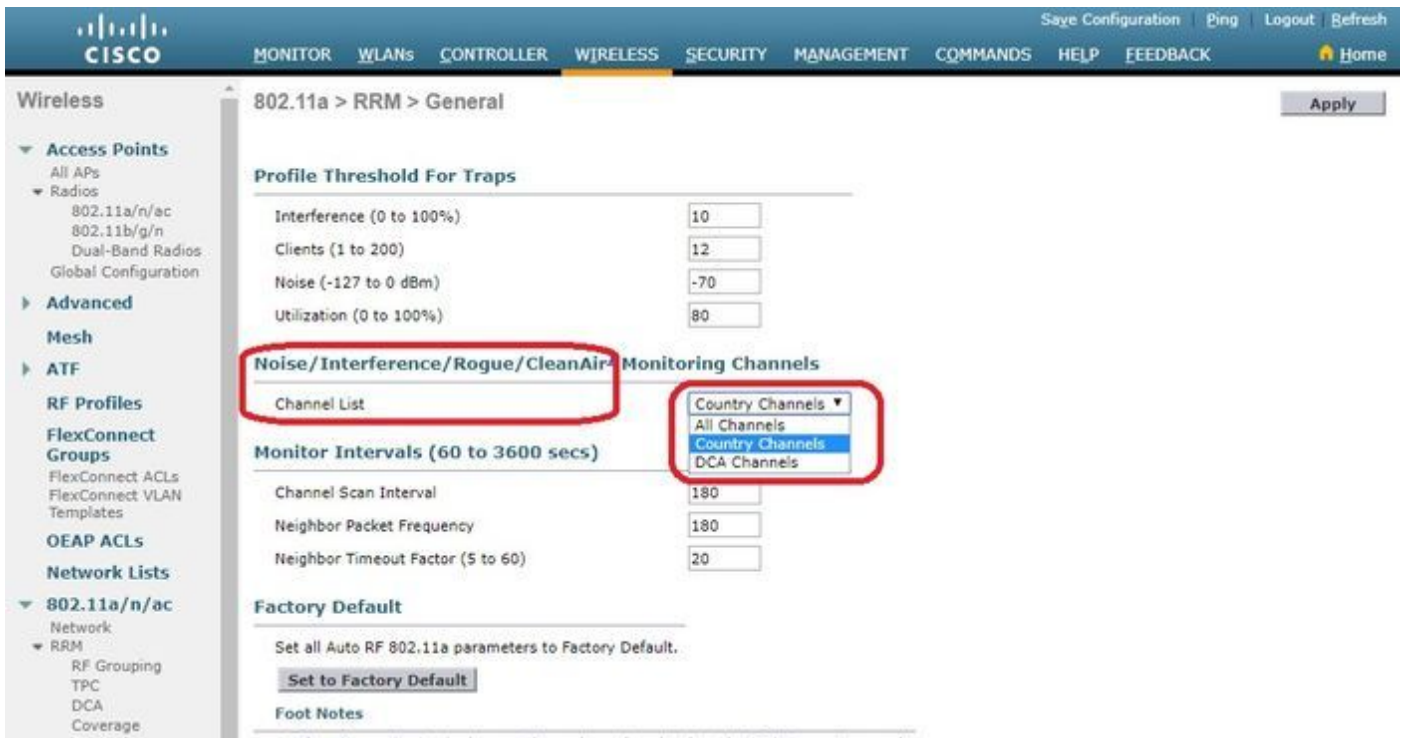 Save Configuration Ping Logout Refresh
CISCO
MONITOR WLANs CONTROLLER WIRELESS SECURITY MANAGEMENT COMMANDS HELP FEEDBACK Home
Wireless
Access Points
All APs
Radios
802.11a/n/ac
802.11b/g/n
Dual-Band Radios
Global Configuration
Advanced
Mesh
ATF
RF Profiles
FlexConnect
Groups
FlexConnect ACLs
FlexConnect VLAN
Templates
OEAP ACLs
Network Lists
802.11a/n/ac
Network
RRM
RF Grouping
TPC
DCA
Coverage
802.11a > RRM > General
Apply
Profile Threshold For Traps
Interference (0 to 100%) 10
Clients (1 to 200) 12
Noise (-127 to 0 dBm) -70
Utilization (0 to 100%) 80
Noise/Interference/Rogue/CleanAir Monitoring Channels
Channel List Country Channels
All Channels
Country Channels
DCA Channels
Monitor Intervals (60 to 3600 secs)
Channel Scan Interval 180
Neighbor Packet Frequency 180
Neighbor Timeout Factor (5 to 60) 20
Factory Default
Set all Auto RF 802.11a parameters to Factory Default.
Set to Factory Default
Foot Notes